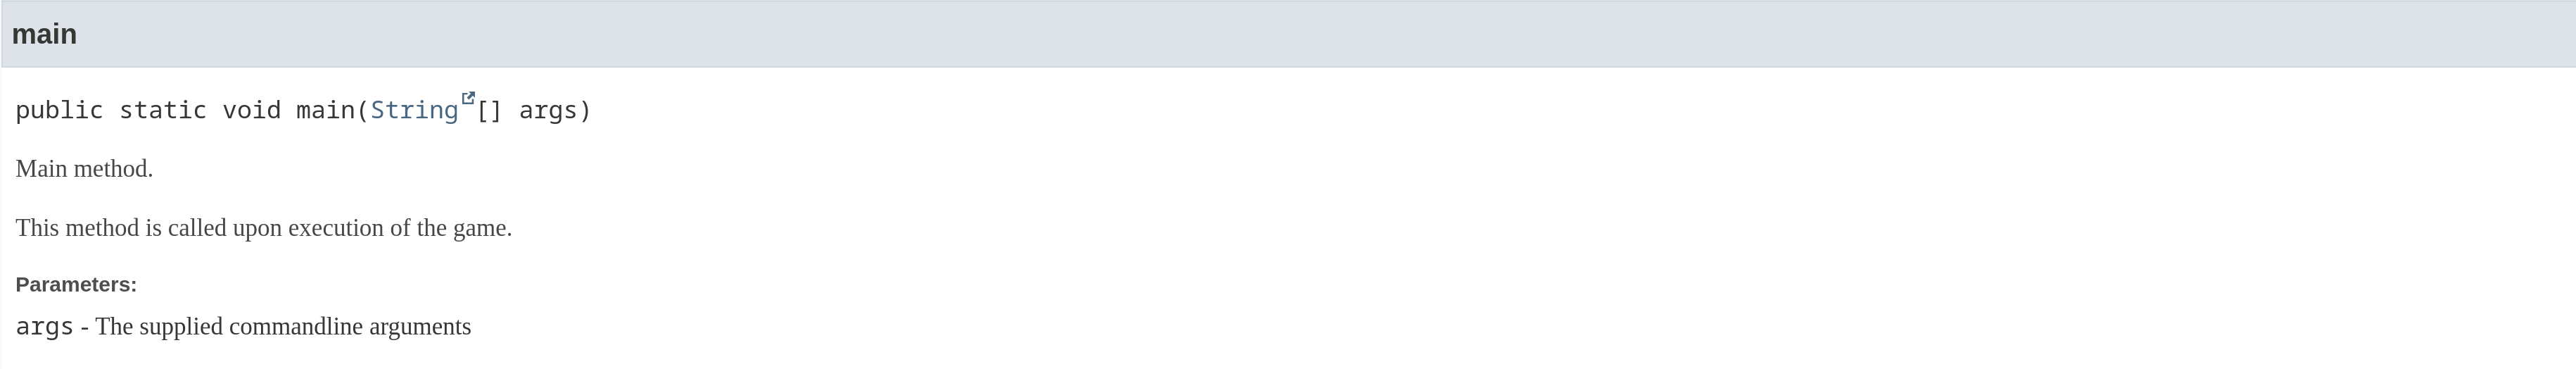 main
public static void main(String[] args)
Main method.
This method is called upon execution of the game.
Parameters:
args - The supplied commandline arguments